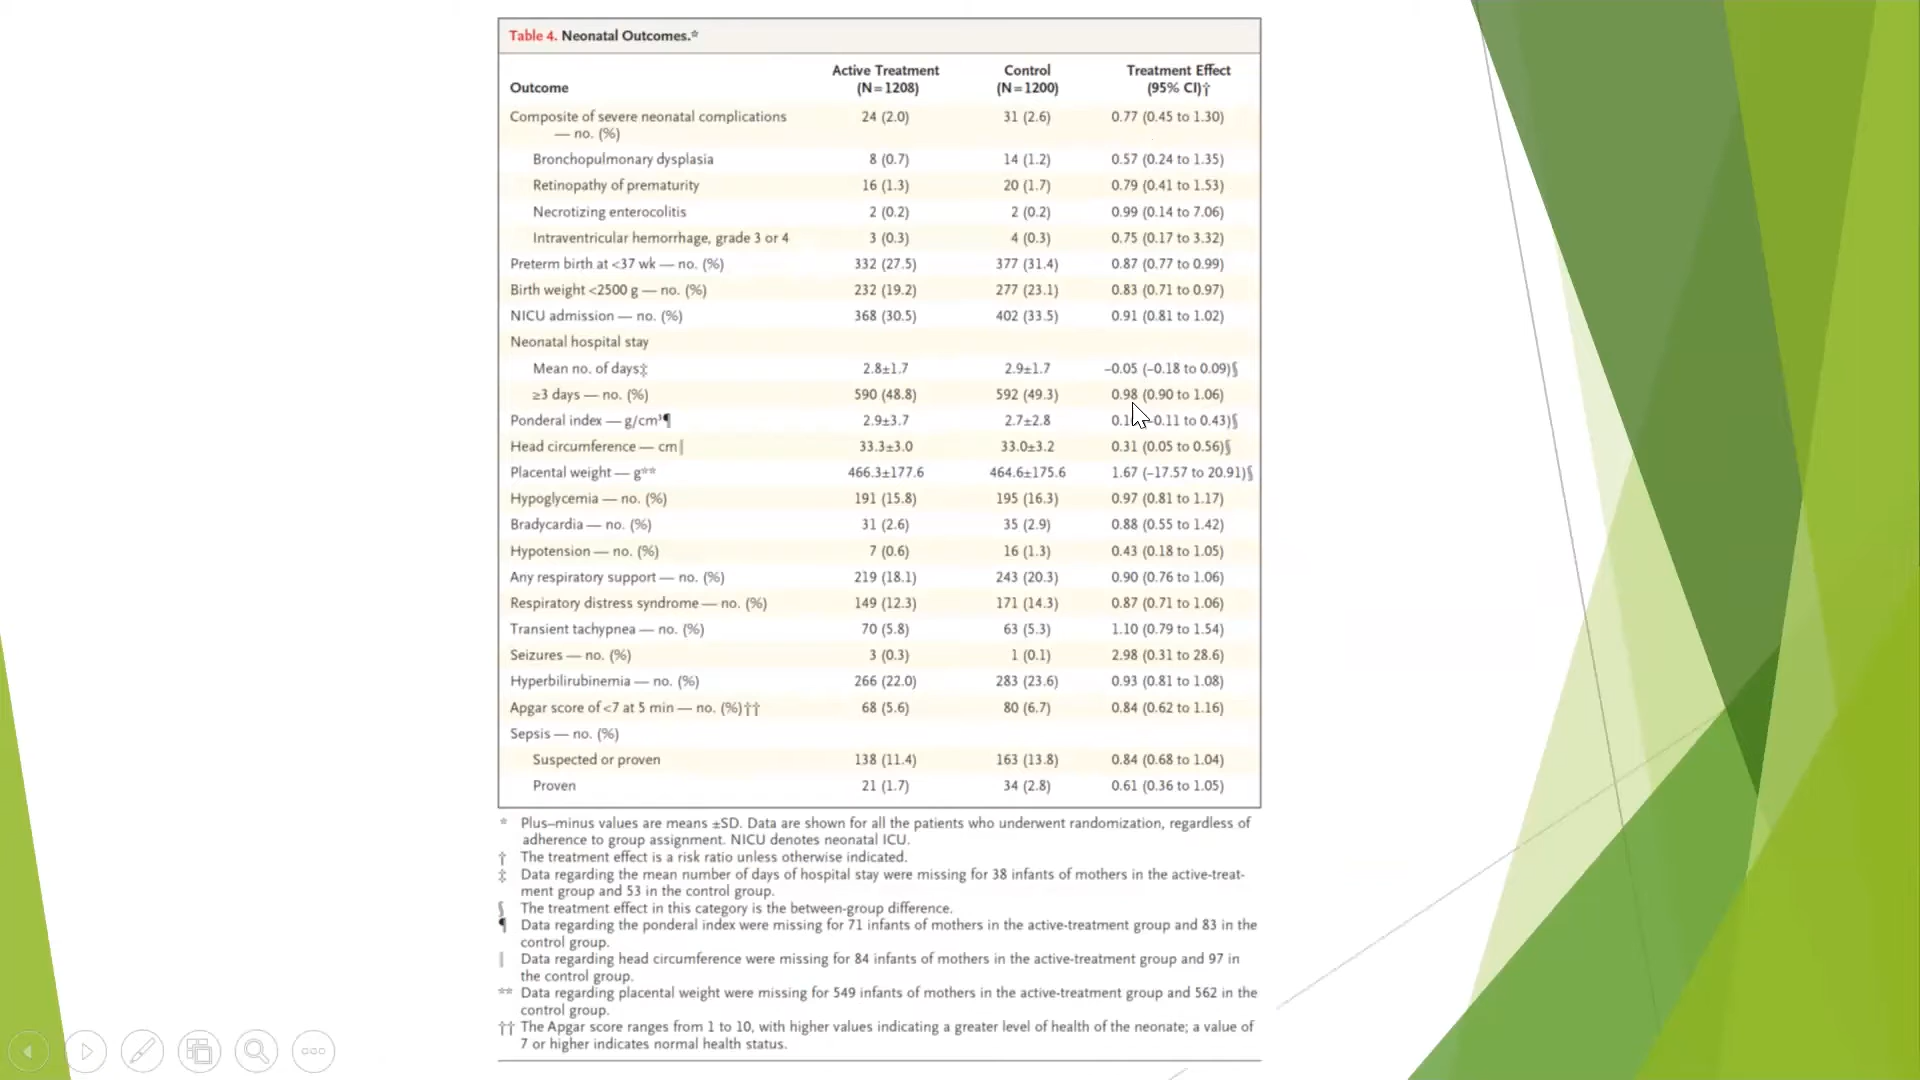 Table 4. Neonatal Outcomes.*
Outcome Active Treatment (N=1208) Control (N=1200) Treatment Effect (95% CI)†
Composite of severe neonatal complications — no. (%) 24 (2.0) 31 (2.6) 0.77 (0.45 to 1.30)
Bronchopulmonary dysplasia 8 (0.7) 14 (1.2) 0.57 (0.24 to 1.35)
Retinopathy of prematurity 16 (1.3) 20 (1.7) 0.79 (0.41 to 1.53)
Necrotizing enterocolitis 2 (0.2) 2 (0.2) 0.99 (0.14 to 7.06)
Intraventricular hemorrhage, grade 3 or 4 3 (0.3) 4 (0.3) 0.75 (0.17 to 3.32)
Preterm birth at <37 wk — no. (%) 332 (27.5) 377 (31.4) 0.87 (0.77 to 0.99)
Birth weight <2500 g — no. (%) 232 (19.2) 277 (23.1) 0.83 (0.71 to 0.97)
NICU admission — no. (%) 368 (30.5) 402 (33.5) 0.91 (0.81 to 1.02)
Neonatal hospital stay
Mean no. of days‡ 2.8±1.7 2.9±1.7 −0.05 (−0.18 to 0.09)§
≥3 days — no. (%) 590 (48.8) 592 (49.3) 0.98 (0.90 to 1.06)
Ponderal index — g/cm³¶ 2.9±3.7 2.7±2.8 0.11 to 0.43)§
Head circumference — cm‖ 33.3±3.0 33.0±3.2 0.31 (0.05 to 0.56)§
Placental weight — g** 466.3±177.6 464.6±175.6 1.67 (−17.57 to 20.91)§
Hypoglycemia — no. (%) 191 (15.8) 195 (16.3) 0.97 (0.81 to 1.17)
Bradycardia — no. (%) 31 (2.6) 35 (2.9) 0.88 (0.55 to 1.42)
Hypotension — no. (%) 7 (0.6) 16 (1.3) 0.43 (0.18 to 1.05)
Any respiratory support — no. (%) 219 (18.1) 243 (20.3) 0.90 (0.76 to 1.06)
Respiratory distress syndrome — no. (%) 149 (12.3) 171 (14.3) 0.87 (0.71 to 1.06)
Transient tachypnea — no. (%) 70 (5.8) 63 (5.3) 1.10 (0.79 to 1.54)
Seizures — no. (%) 3 (0.3) 1 (0.1) 2.98 (0.31 to 28.6)
Hyperbilirubinemia — no. (%) 266 (22.0) 283 (23.6) 0.93 (0.81 to 1.08)
Apgar score of <7 at 5 min — no. (%)†† 68 (5.6) 80 (6.7) 0.84 (0.62 to 1.16)
Sepsis — no. (%)
Suspected or proven 138 (11.4) 163 (13.8) 0.84 (0.68 to 1.04)
Proven 21 (1.7) 34 (2.8) 0.61 (0.36 to 1.05)
* Plus–minus values are means ±SD. Data are shown for all the patients who underwent randomization, regardless of
adherence to group assignment. NICU denotes neonatal ICU.
† The treatment effect is a risk ratio unless otherwise indicated.
‡ Data regarding the mean number of days of hospital stay were missing for 38 infants of mothers in the active-treat-
ment group and 53 in the control group.
§ The treatment effect in this category is the between-group difference.
¶ Data regarding the ponderal index were missing for 71 infants of mothers in the active-treatment group and 83 in the
control group.
‖ Data regarding head circumference were missing for 84 infants of mothers in the active-treatment group and 97 in
the control group.
** Data regarding placental weight were missing for 549 infants of mothers in the active-treatment group and 562 in the
control group.
†† The Apgar score ranges from 1 to 10, with higher values indicating a greater level of health of the neonate; a value of
7 or higher indicates normal health status.